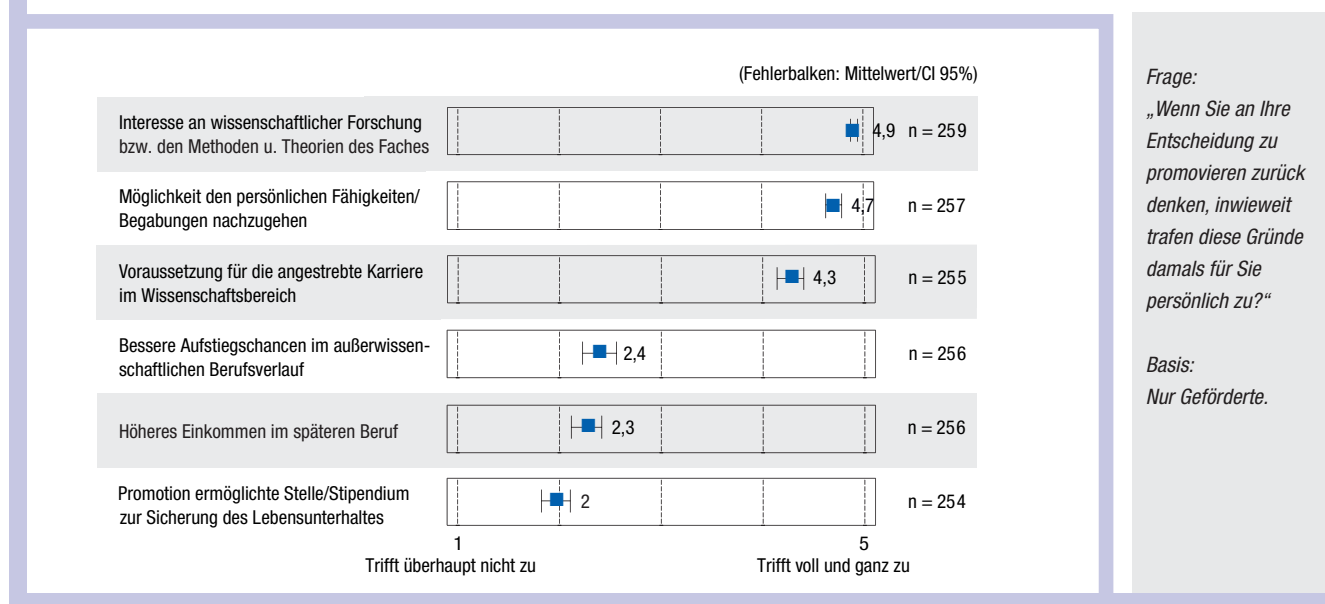 (Fehlerbalken: Mittelwert/CI 95%)
Interesse an wissenschaftlicher Forschung
bzw. den Methoden u. Theorien des Faches
4,9 n = 259
Möglichkeit den persönlichen Fähigkeiten/
Begabungen nachzugehen
4,7 n = 257
Voraussetzung für die angestrebte Karriere
im Wissenschaftsbereich
4,3 n = 255
Bessere Aufstiegschancen im außerwissen-
schaftlichen Berufsverlauf
2,4 n = 256
Höheres Einkommen im späteren Beruf
2,3 n = 256
Promotion ermöglichte Stelle/Stipendium
zur Sicherung des Lebensunterhaltes
2 n = 254
1 5
Trifft überhaupt nicht zu Trifft voll und ganz zu
Frage:
„Wenn Sie an Ihre
Entscheidung zu
promovieren zurück
denken, inwieweit
trafen diese Gründe
damals für Sie
persönlich zu?“
Basis:
Nur Geförderte.